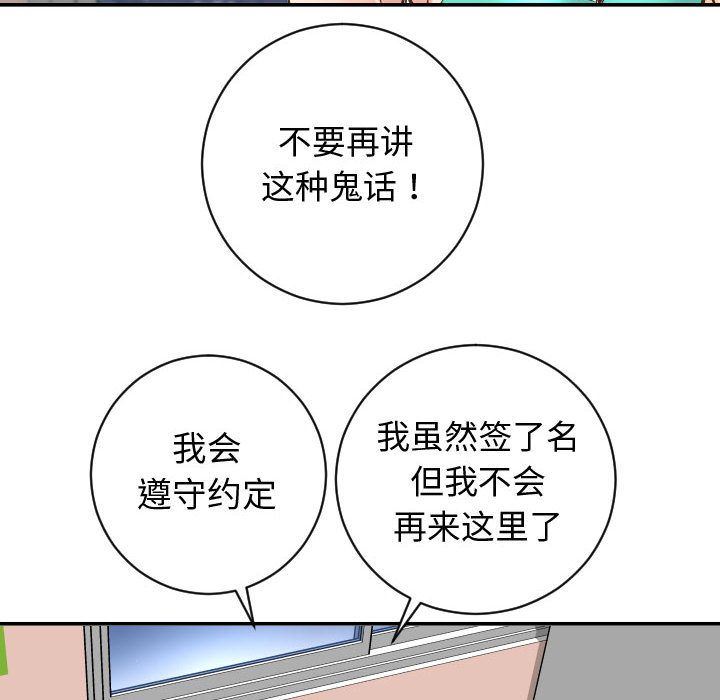 不要再讲
这种鬼话！
我会
遵守约定
我虽然签了名
但我不会
再来这里了